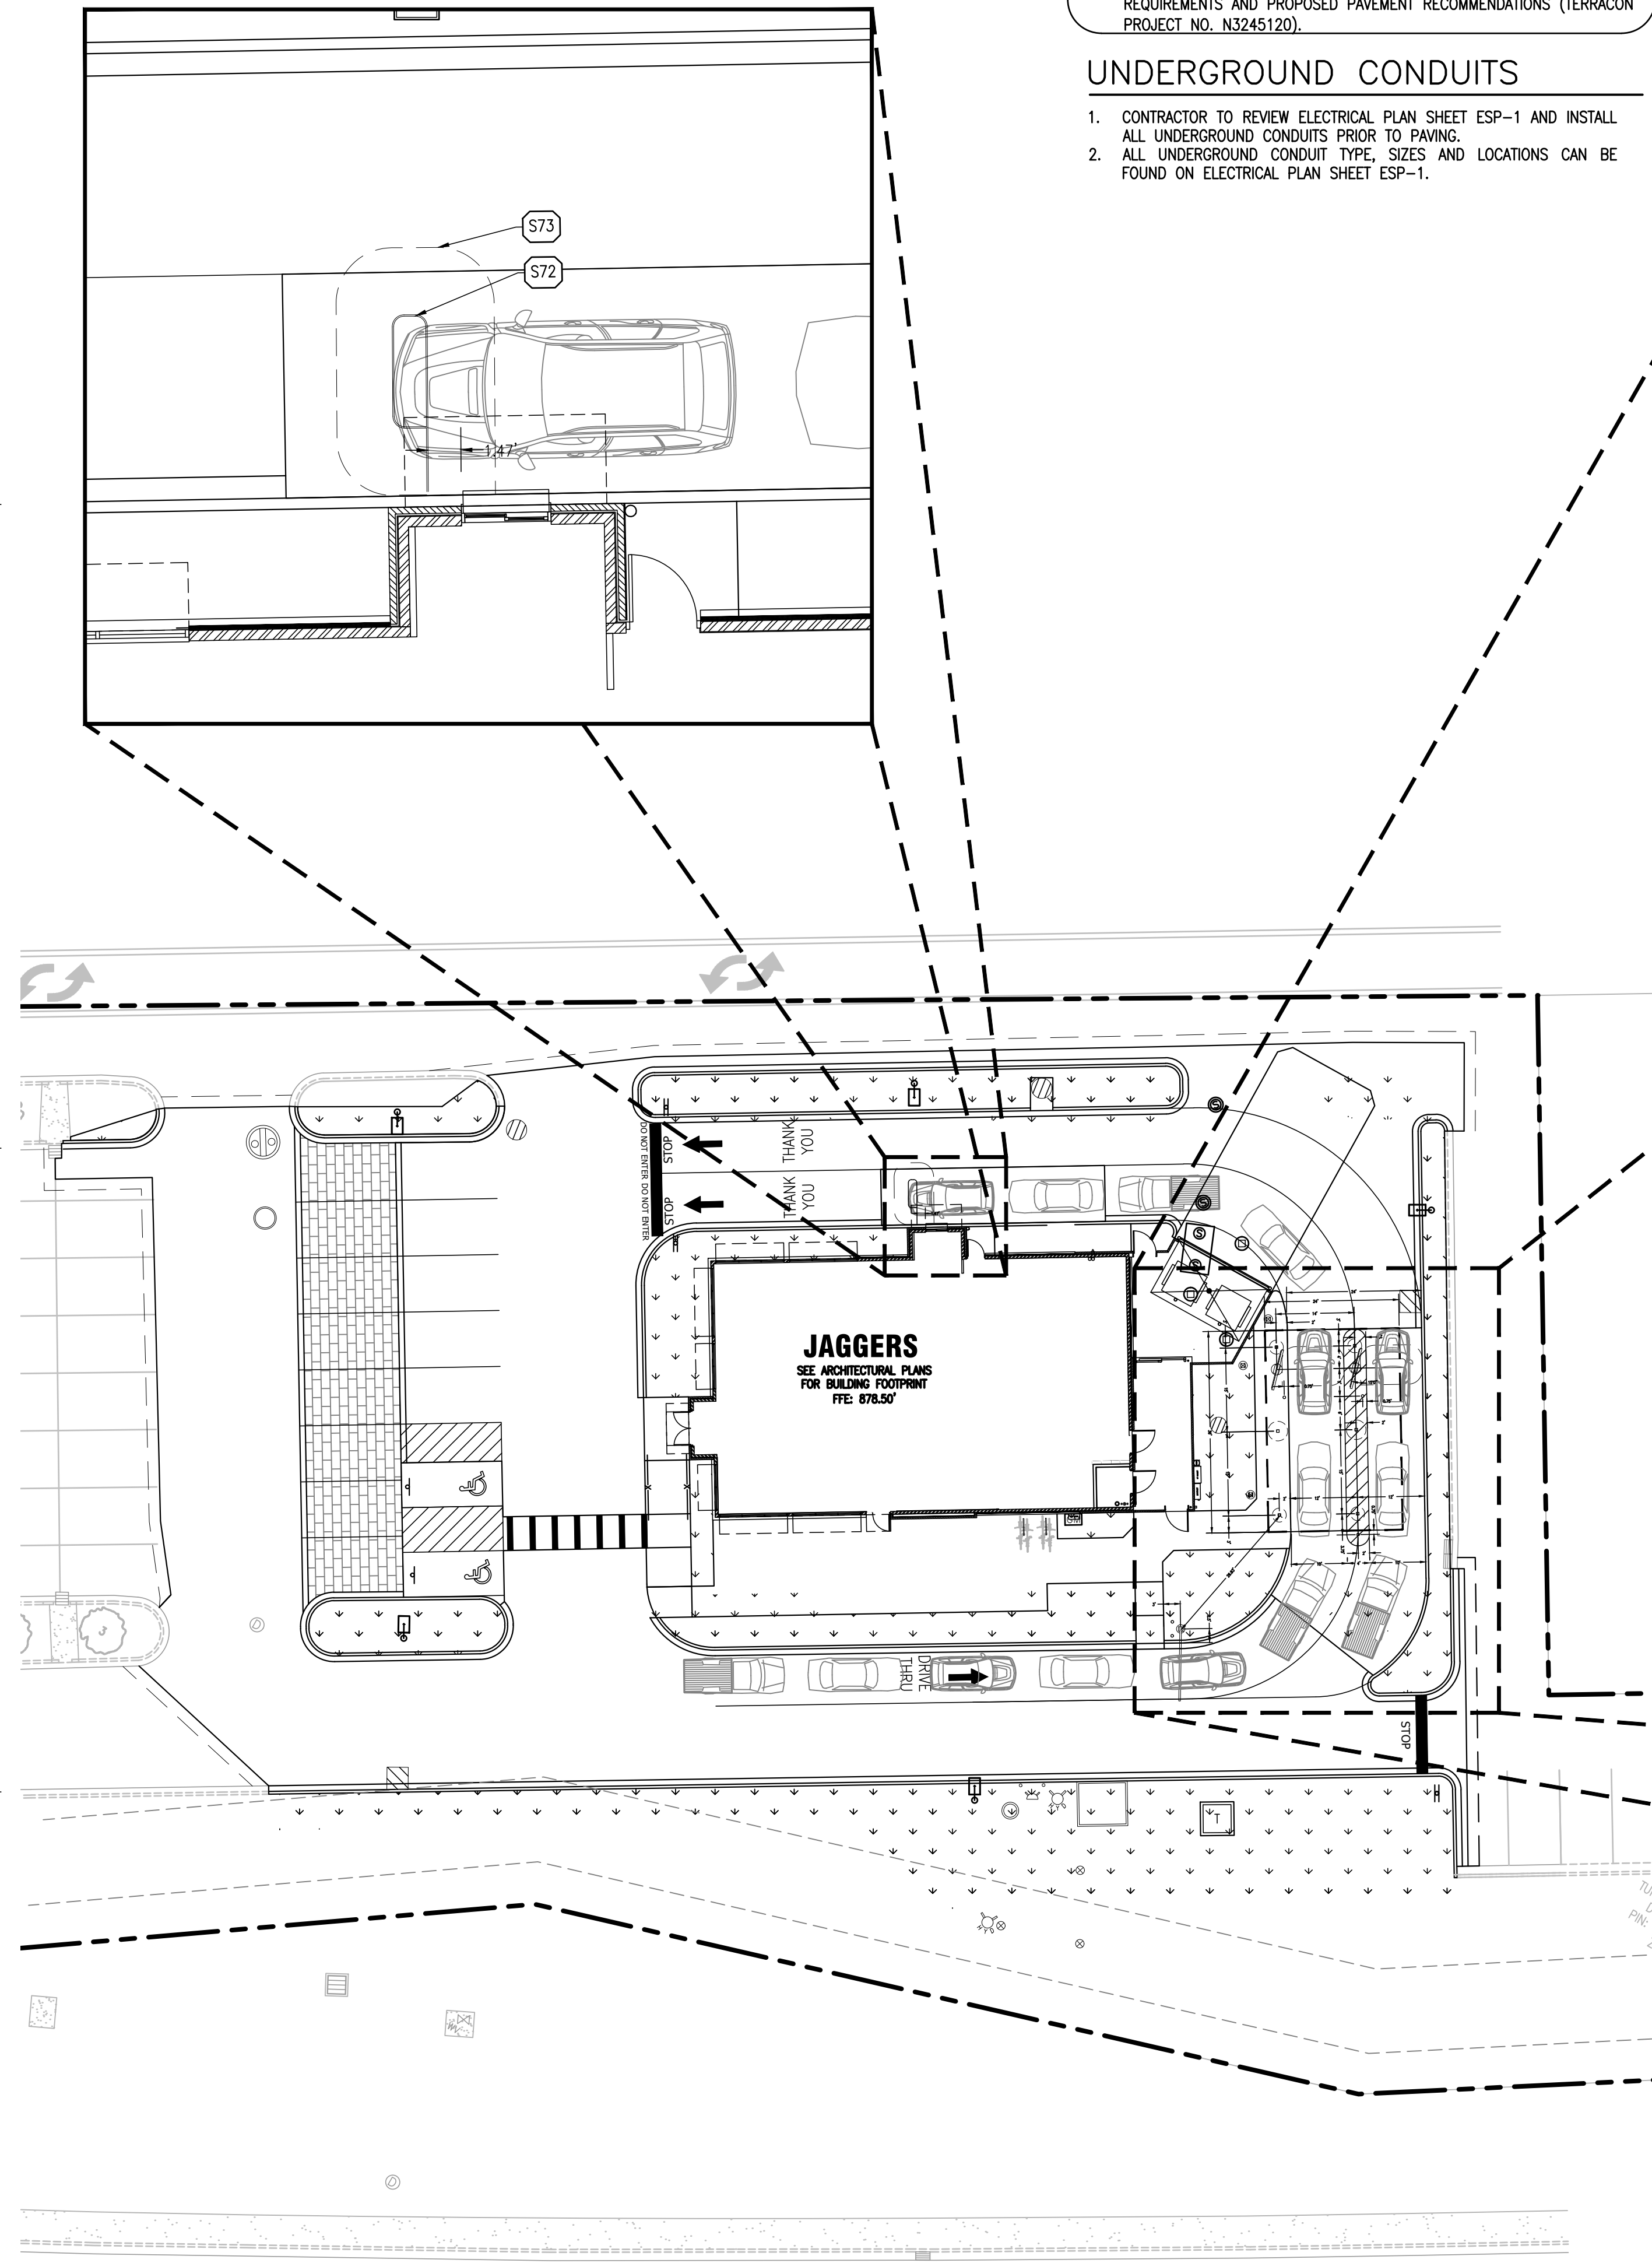 REQUIREMENTS AND PROPOSED PAVEMENT RECOMMENDATIONS (TERRACON
PROJECT NO. N3245120).
UNDERGROUND CONDUITS
1. CONTRACTOR TO REVIEW ELECTRICAL PLAN SHEET ESP-1 AND INSTALL
ALL UNDERGROUND CONDUITS PRIOR TO PAVING.
2. ALL UNDERGROUND CONDUIT TYPE, SIZES AND LOCATIONS CAN BE
FOUND ON ELECTRICAL PLAN SHEET ESP-1.
S73
S72
1.47'
DO NOT ENTER DO NOT ENTER
STOP
STOP
THANK
YOU
THANK
YOU
S
S
S
S
JAGGERS
SEE ARCHITECTURAL PLANS
FOR BUILDING FOOTPRINT
FFE: 878.50'
GM
DRIVE
THRU
STOP
T
D
D
PIN: